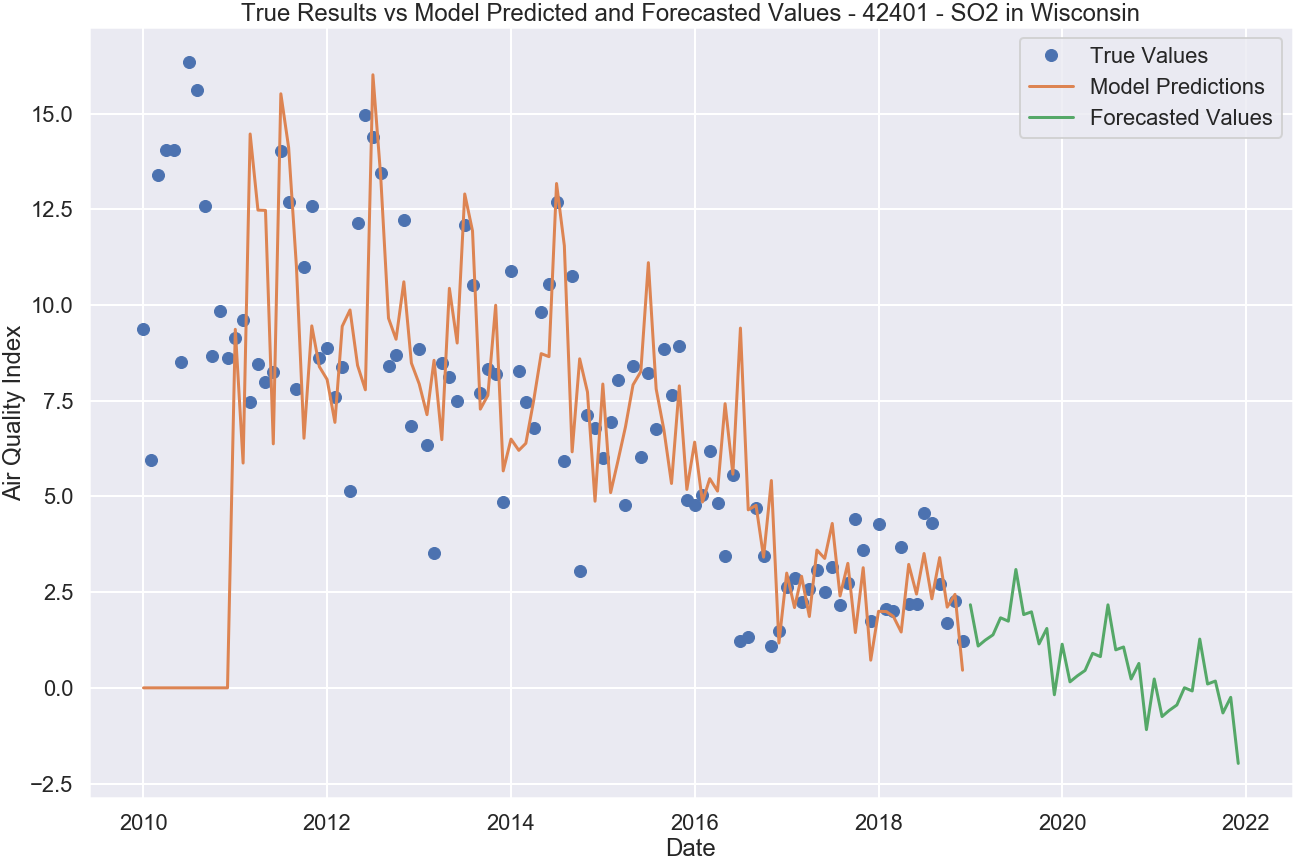 True Results vs Model Predicted and Forecasted Values - 42401 - SO2 in Wisconsin
True Values
Model Predictions
Forecasted Values
Air Quality Index
15.0
12.5
10.0
7.5
5.0
2.5
0.0
−2.5
2010 2012 2014 2016 2018 2020 2022
Date